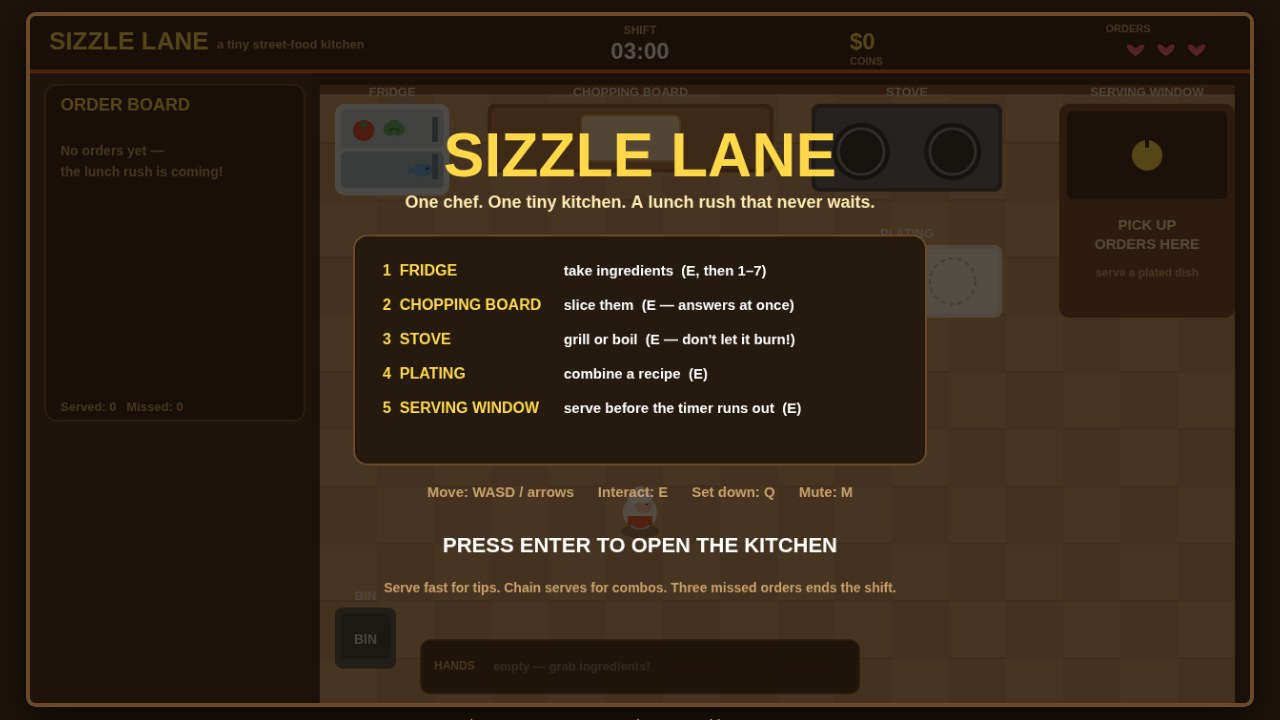 SIZZLE LANE a tiny street-food kitchen
SHIFT
03:00
$0
COINS
ORDERS
ORDER BOARD
No orders yet —
the lunch rush is coming!
Served: 0 Missed: 0
FRIDGE
CHOPPING BOARD
STOVE
SERVING WINDOW
SIZZLE LANE
One chef. One tiny kitchen. A lunch rush that never waits.
PLATING
PICK UP
ORDERS HERE
serve a plated dish
1 FRIDGE take ingredients (E, then 1–7)
2 CHOPPING BOARD slice them (E — answers at once)
3 STOVE grill or boil (E — don't let it burn!)
4 PLATING combine a recipe (E)
5 SERVING WINDOW serve before the timer runs out (E)
Move: WASD / arrows Interact: E Set down: Q Mute: M
PRESS ENTER TO OPEN THE KITCHEN
Serve fast for tips. Chain serves for combos. Three missed orders ends the shift.
BIN
BIN
HANDS empty — grab ingredients!